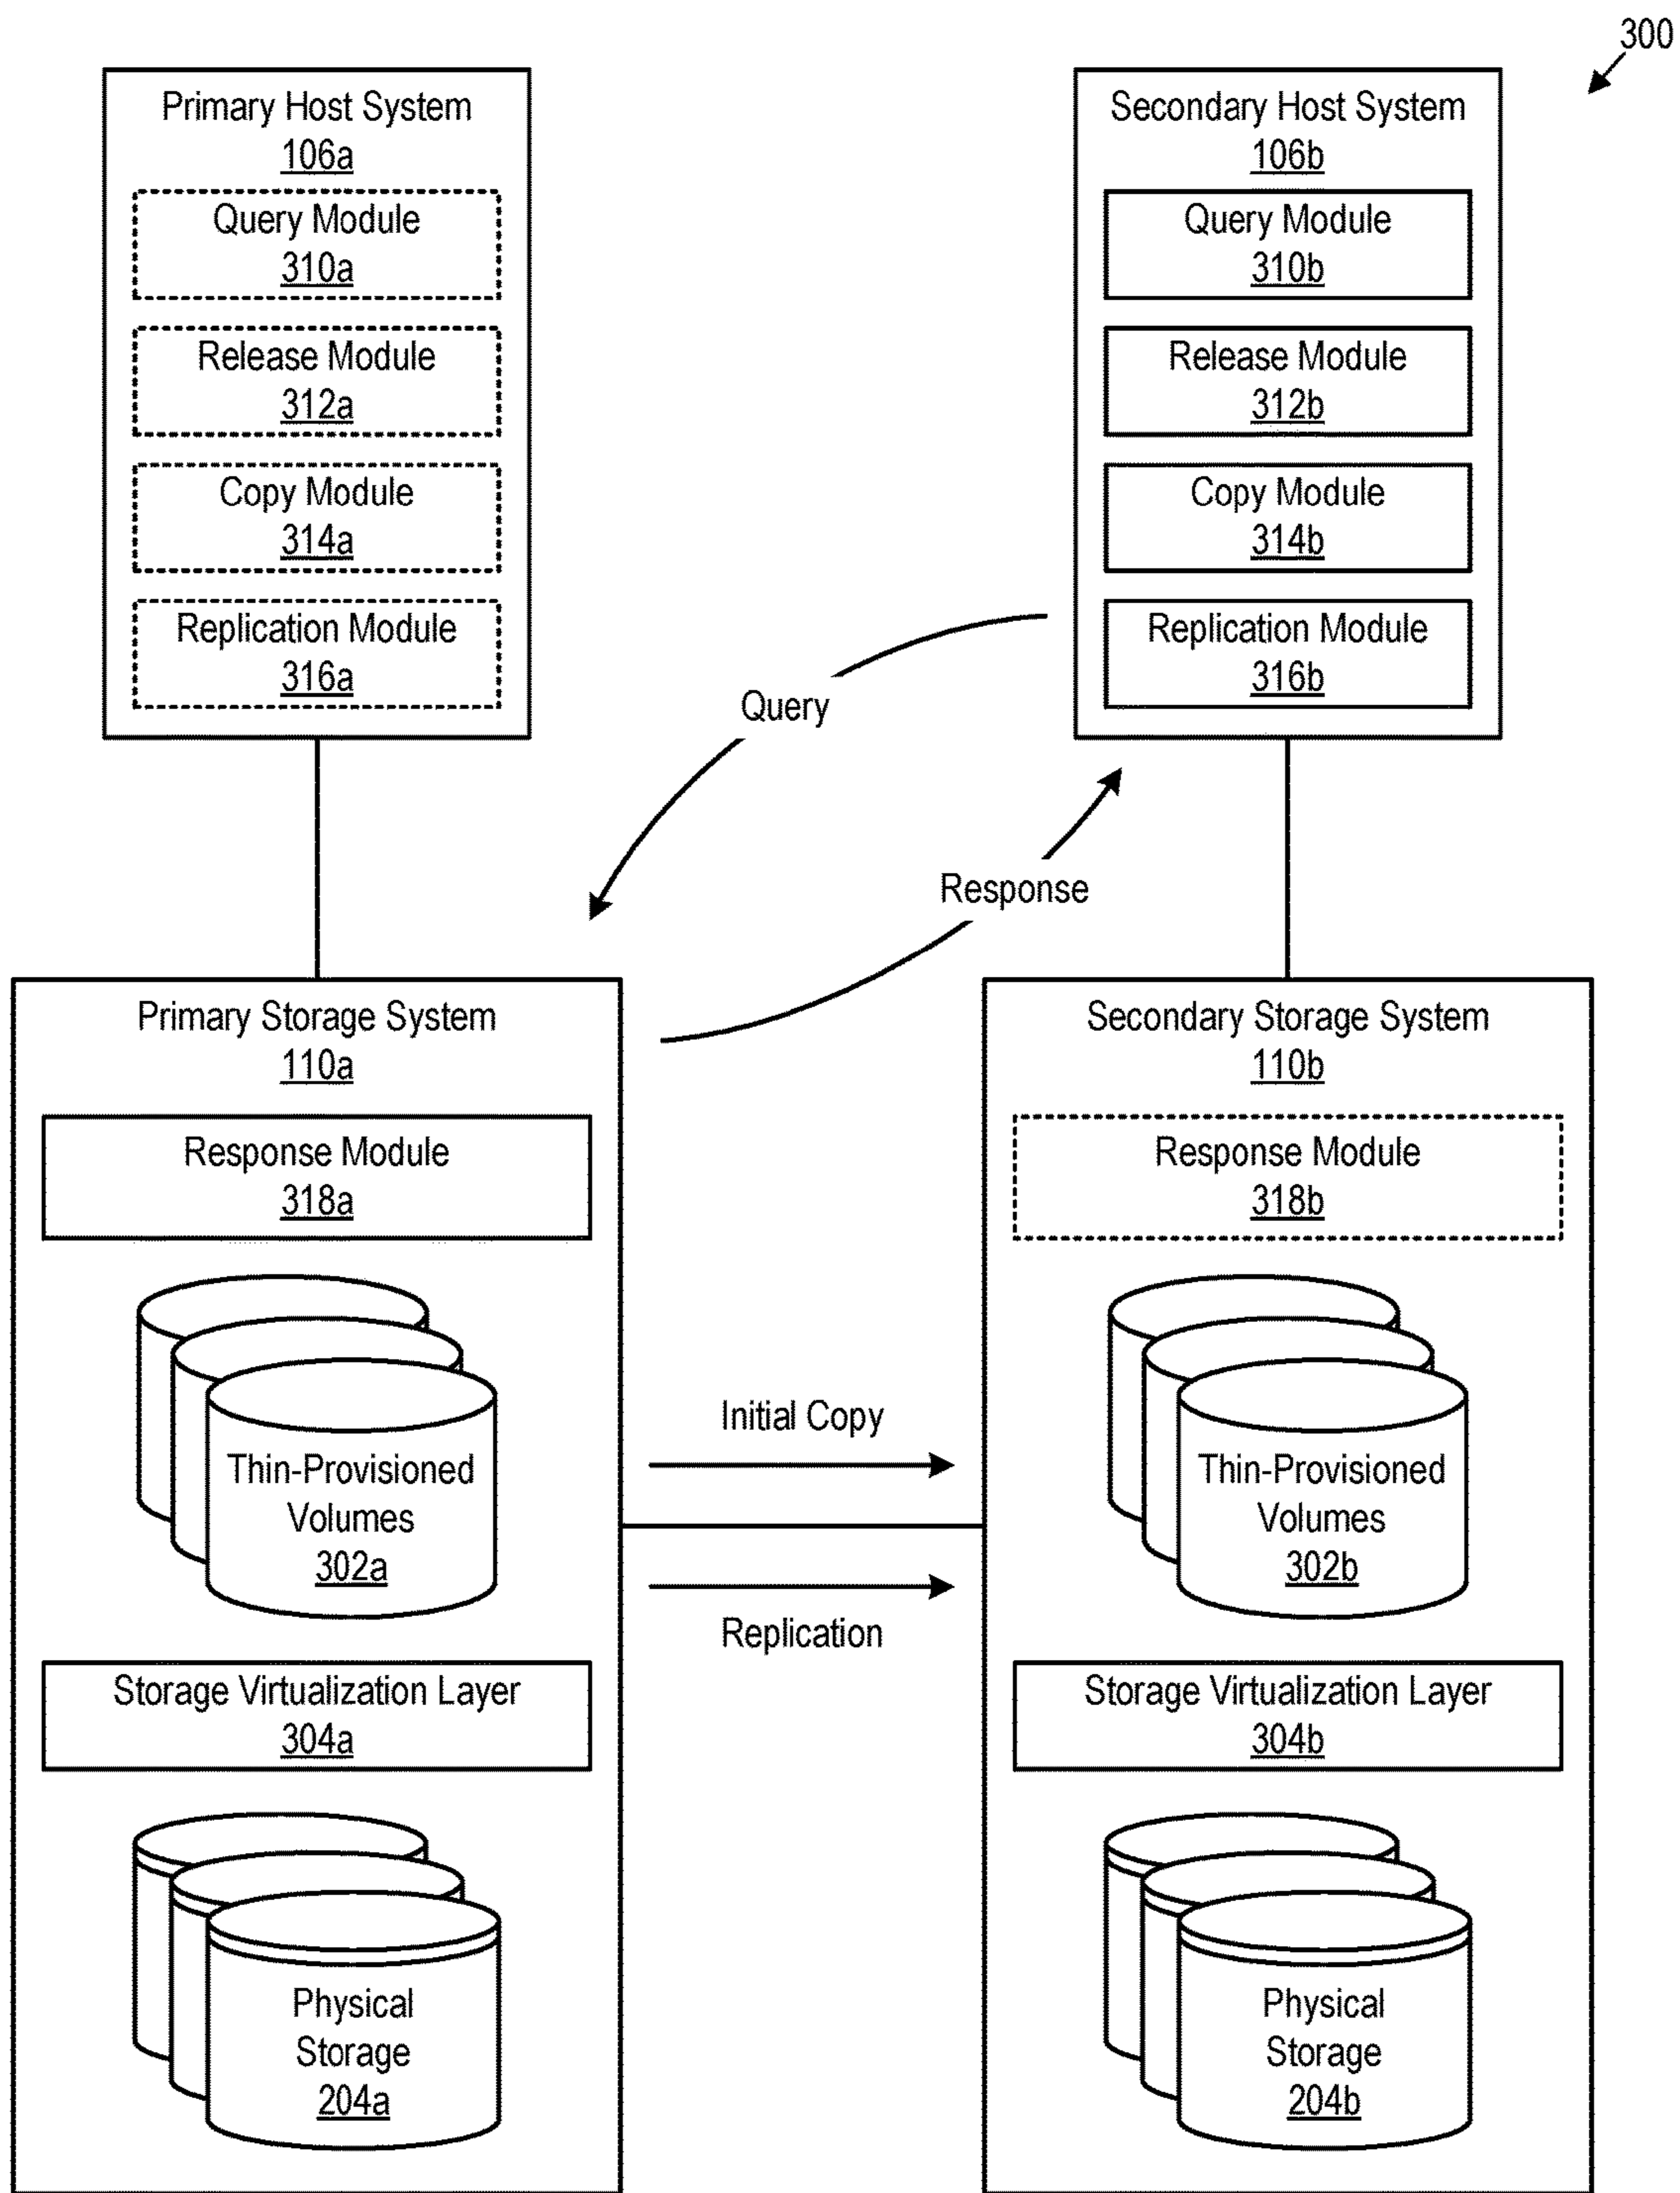 300
Primary Host System
106a
Query Module
310a
Release Module
312a
Copy Module
314a
Replication Module
316a
Secondary Host System
106b
Query Module
310b
Release Module
312b
Copy Module
314b
Replication Module
316b
Query
Response
Primary Storage System
110a
Response Module
318a
Thin-Provisioned
Volumes
302a
Storage Virtualization Layer
304a
Physical
Storage
204a
Initial Copy
Replication
Secondary Storage System
110b
Response Module
318b
Thin-Provisioned
Volumes
302b
Storage Virtualization Layer
304b
Physical
Storage
204b